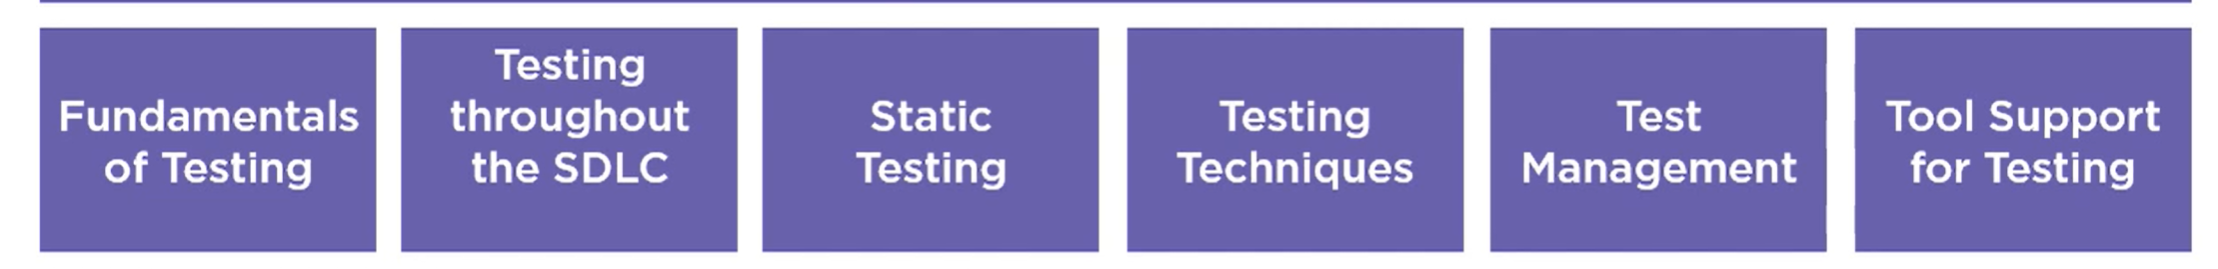 Fundamentals
of Testing
Testing
throughout
the SDLC
Static
Testing
Testing
Techniques
Test
Management
Tool Support
for Testing